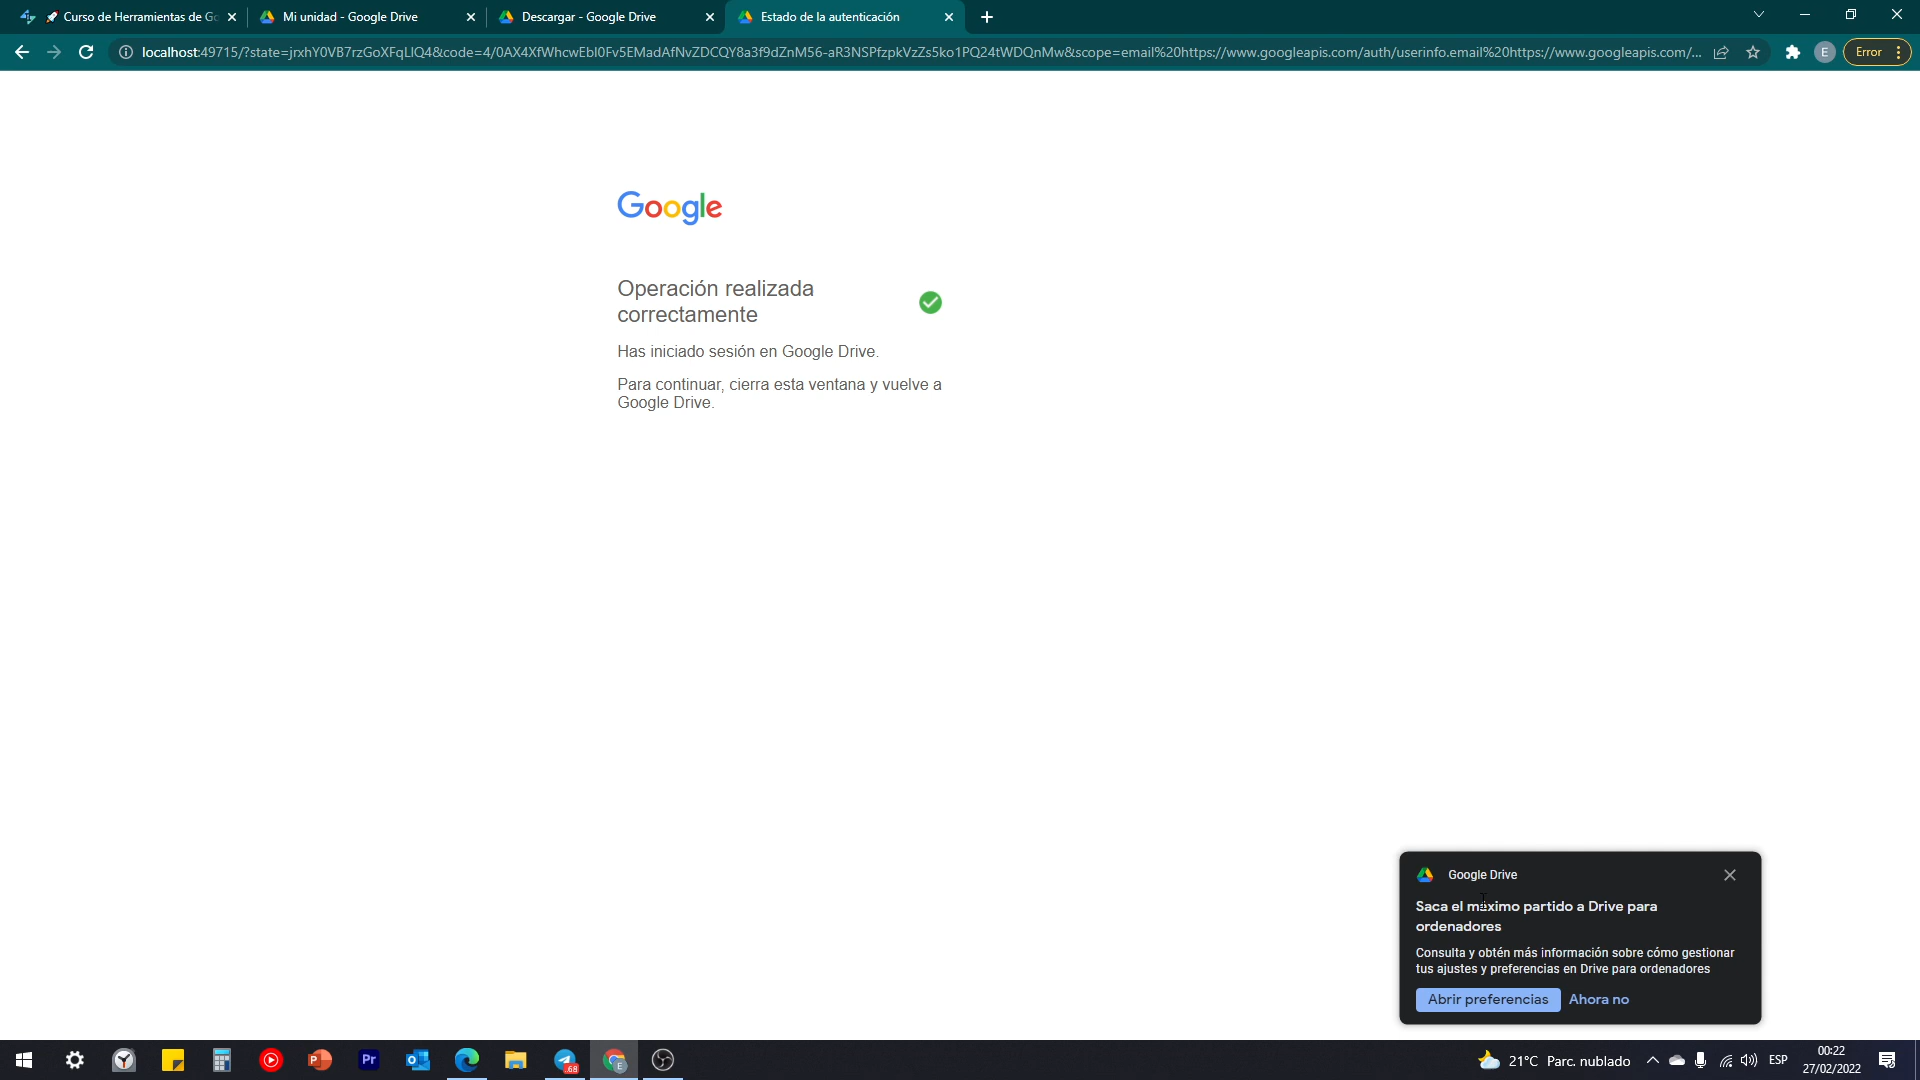 Curso de Herramientas de Go
Mi unidad - Google Drive
Descargar - Google Drive
Estado de la autenticación
localhost:49715/?state=jrxhY0VB7rzGoXFqLlQ4&code=4/0AX4XfWhcwEbl0Fv5EMadAfNvZDCQY8a3f9dZnM56-aR3NSPfzpkVzZs5ko1PQ24tWDQnMw&scope=email%20https://www.googleapis.com/auth/userinfo.email%20https://www.googleapis.com/...
E
Error
Google
Operación realizada
correctamente
Has iniciado sesión en Google Drive.
Para continuar, cierra esta ventana y vuelve a
Google Drive.
Google Drive
Saca el máximo partido a Drive para
ordenadores
Consulta y obtén más información sobre cómo gestionar
tus ajustes y preferencias en Drive para ordenadores
Abrir preferencias
Ahora no
21°C Parc. nublado
ESP
00:22
27/02/2022